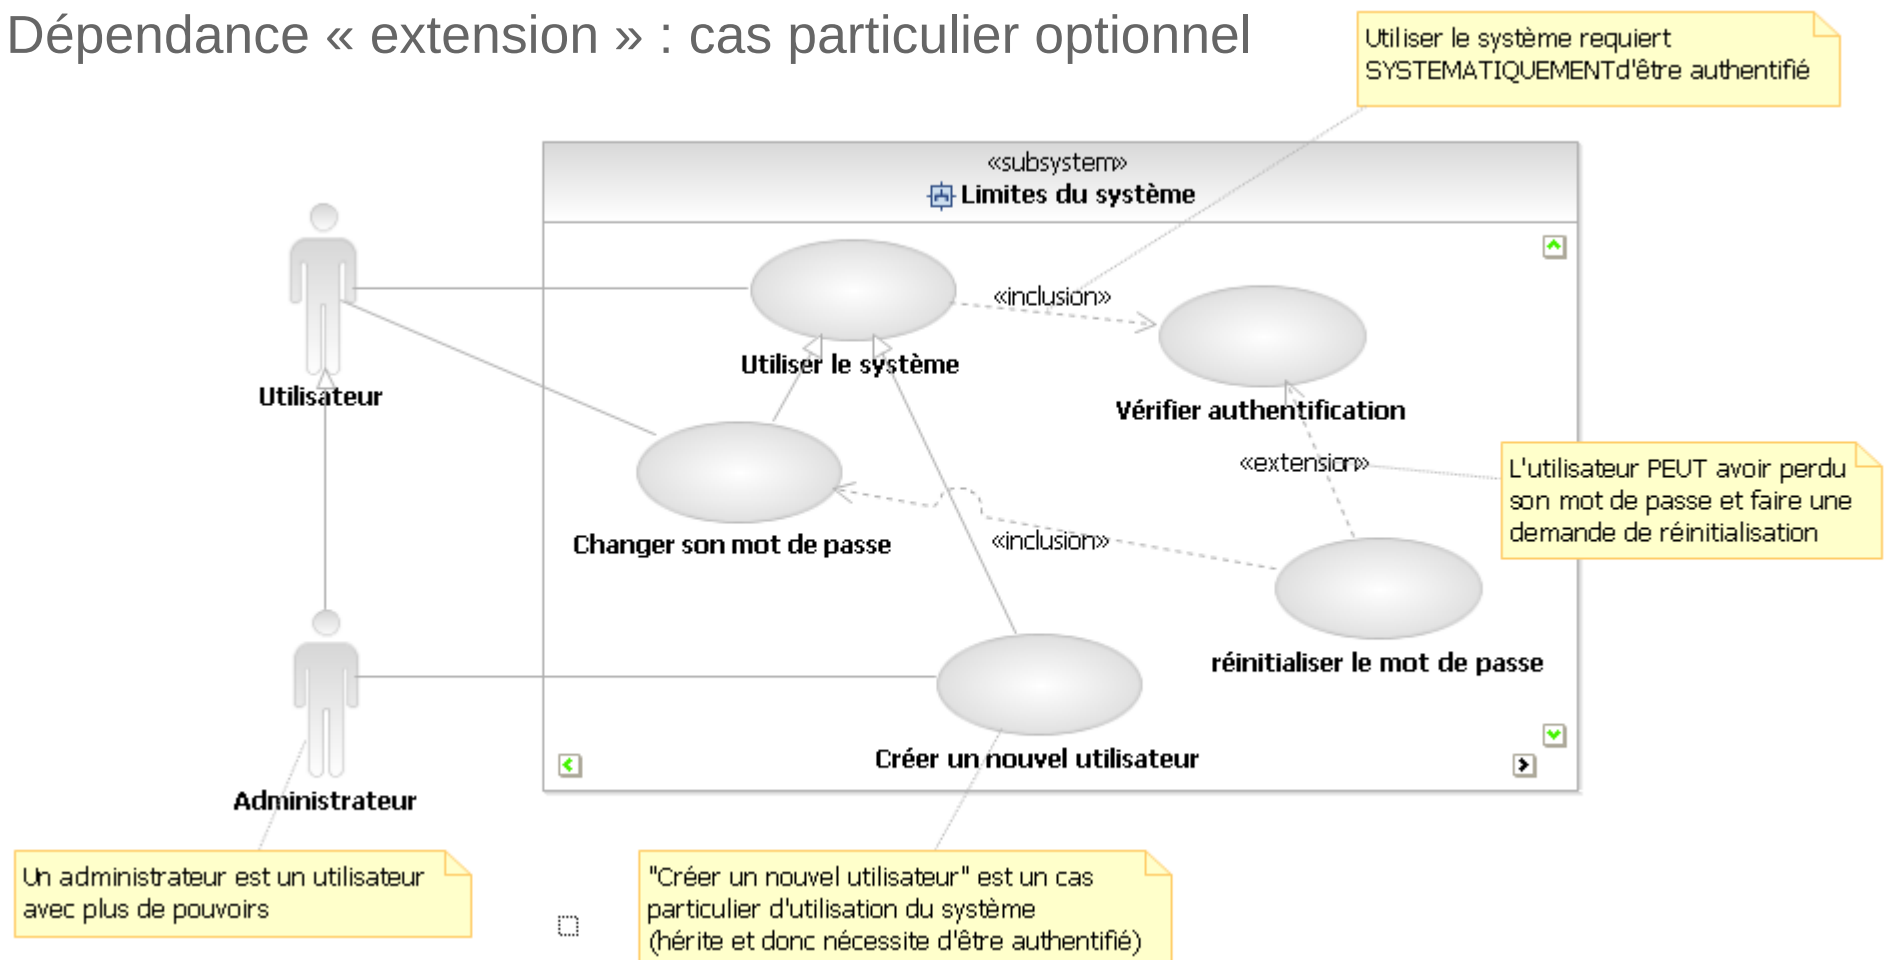 Dépendance « extension » : cas particulier optionnel
Utiliser le système requiert
SYSTEMATIQUEMENTd'être authentifié
«subsystem»
Limites du système
«inclusion»
Utiliser le système
Utilisateur
Vérifier authentification
«extension»
L'utilisateur PEUT avoir perdu
son mot de passe et faire une
demande de réinitialisation
Changer son mot de passe
«inclusion»
réinitialiser le mot de passe
Créer un nouvel utilisateur
Administrateur
Un administrateur est un utilisateur
avec plus de pouvoirs
"Créer un nouvel utilisateur" est un cas
particulier d'utilisation du système
(hérite et donc nécessite d'être authentifié)